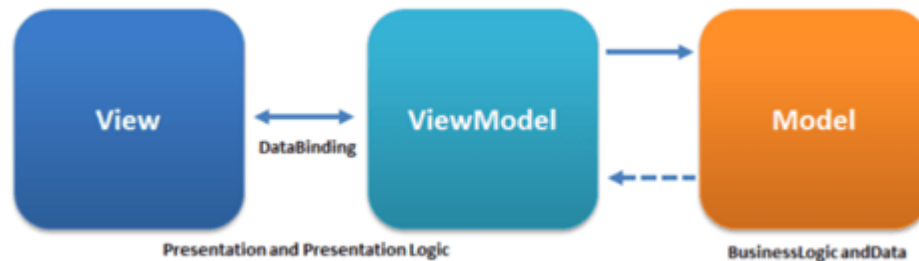 View
ViewModel
Model
DataBinding
Presentation and Presentation Logic
BusinessLogic andData